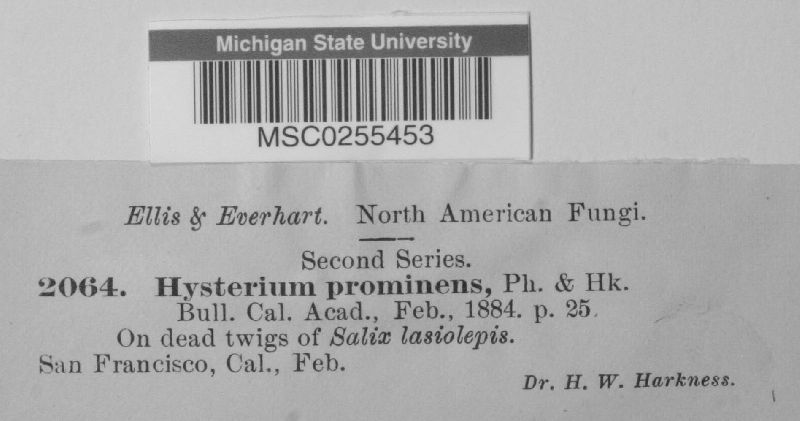 Michigan State University
MSC0255453
Ellis & Everhart. North American Fungi.
Second Series.
2064. Hysterium prominens, Ph. & Hk.
Bull. Cal. Acad., Feb., 1884. p. 25.
On dead twigs of Salix lasiolepis.
San Francisco, Cal., Feb.
Dr. H. W. Harkness.